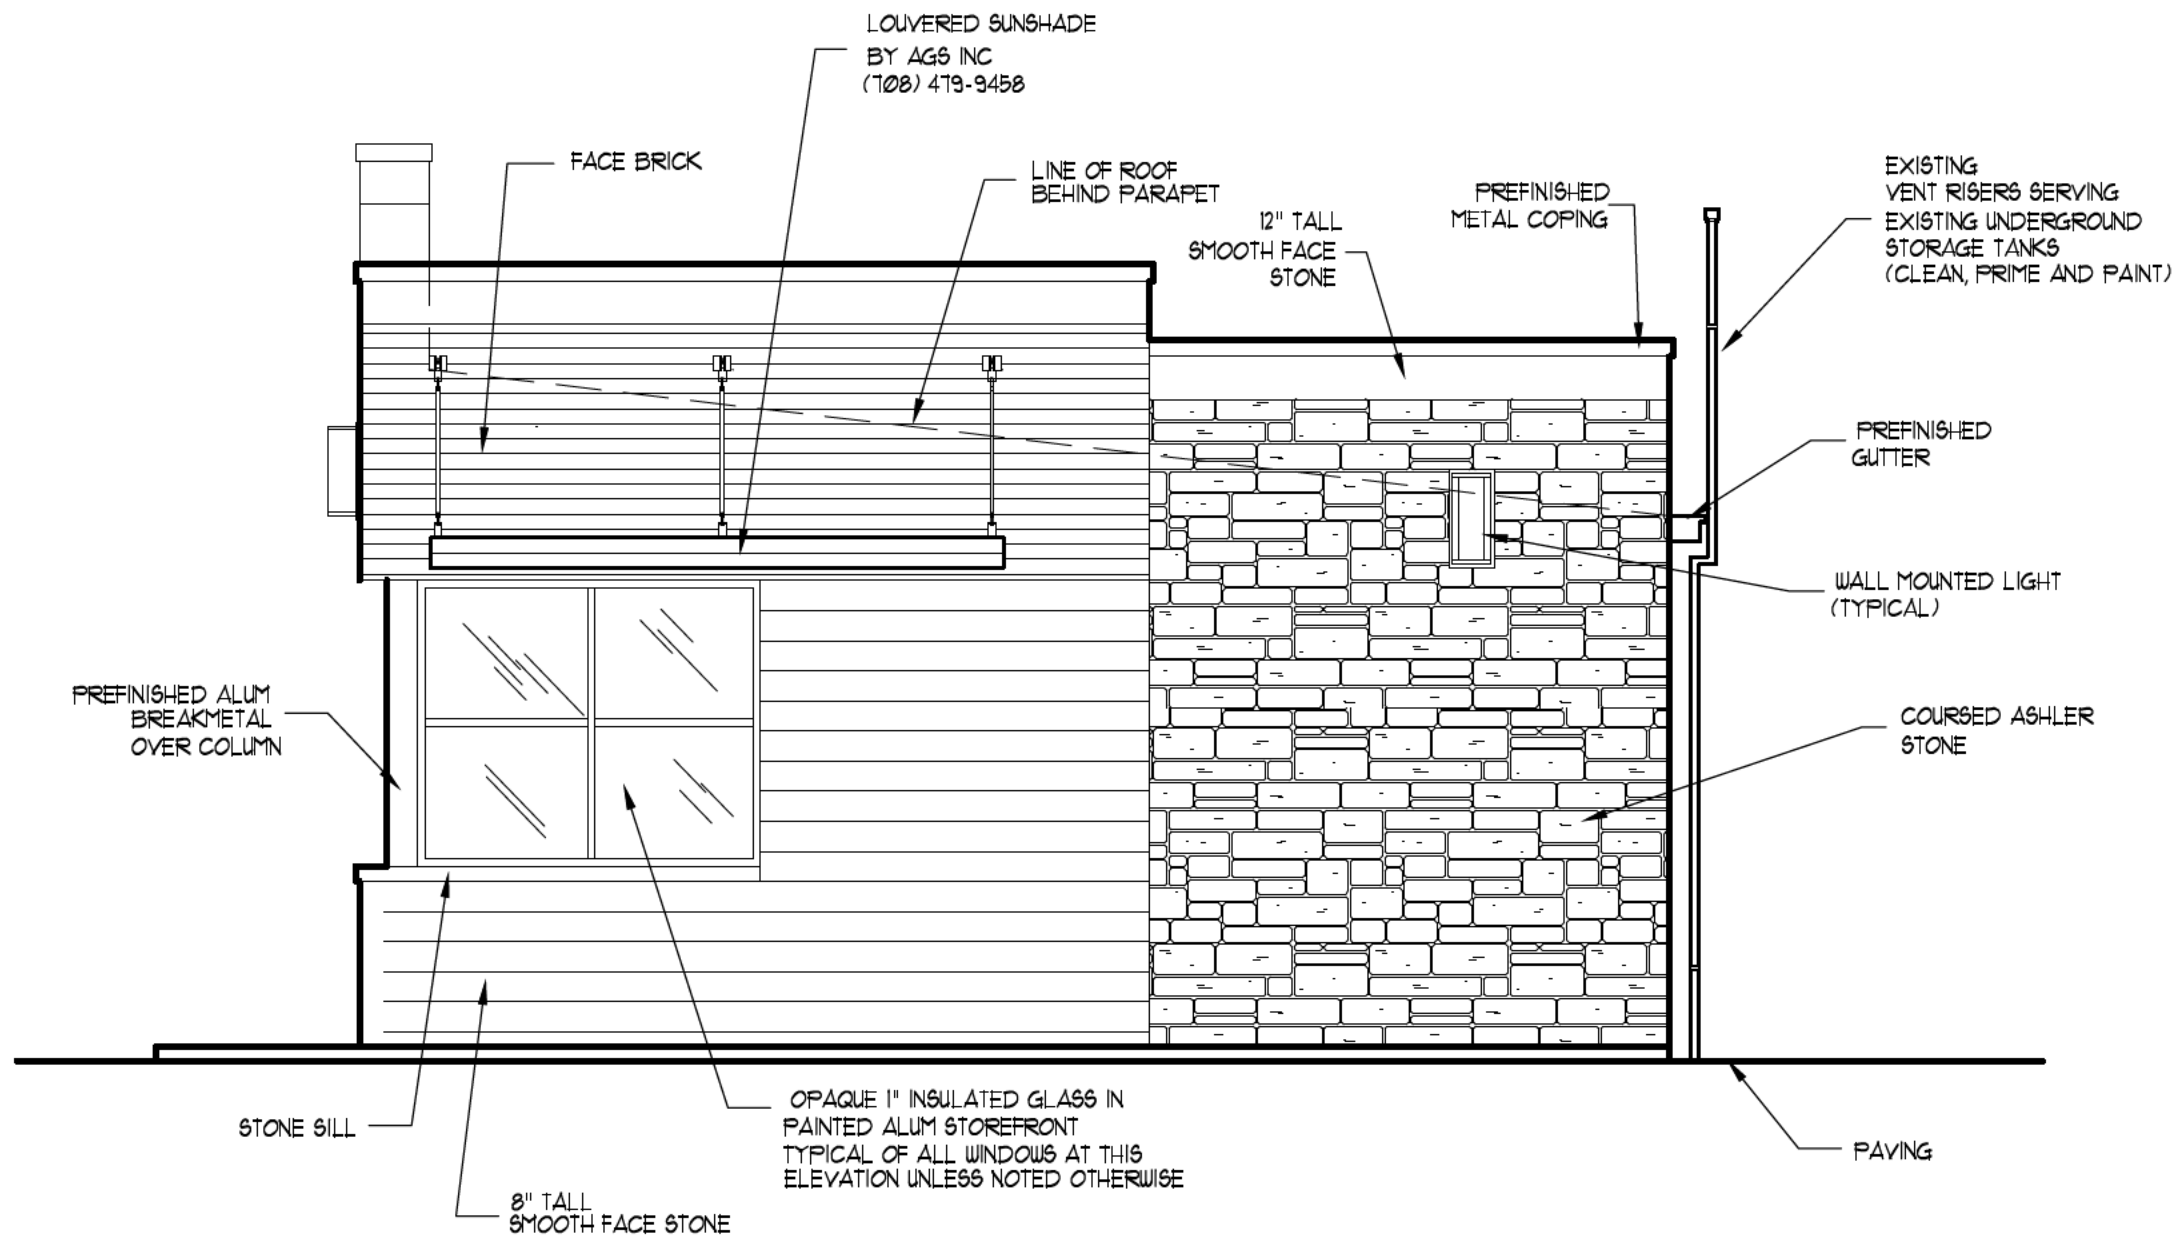 LOUVERED SUNSHADE
BY AGS INC
(708) 479-9458
FACE BRICK
LINE OF ROOF
BEHIND PARAPET
12" TALL
SMOOTH FACE
STONE
PREFINISHED
METAL COPING
EXISTING
VENT RISERS SERVING
EXISTING UNDERGROUND
STORAGE TANKS
(CLEAN, PRIME AND PAINT)
PREFINISHED
GUTTER
WALL MOUNTED LIGHT
(TYPICAL)
PREFINISHED ALUM
BREAKMETAL
OVER COLUMN
COURSED ASHLER
STONE
STONE SILL
OPAQUE 1" INSULATED GLASS IN
PAINTED ALUM STOREFRONT
TYPICAL OF ALL WINDOWS AT THIS
ELEVATION UNLESS NOTED OTHERWISE
PAVING
8" TALL
SMOOTH FACE STONE